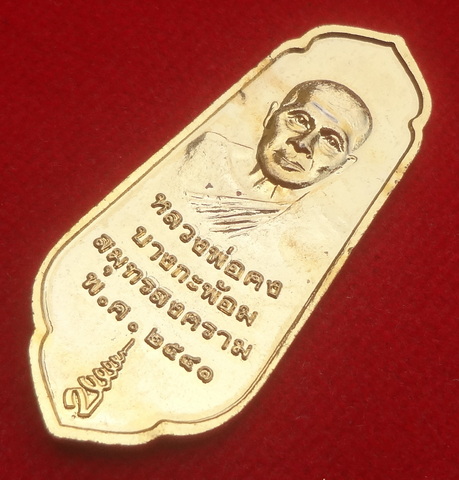 หลวงพ่อคง
บางกะพ้อม
สมุทรสงคราม
พ.ศ. ๒๕๔๑